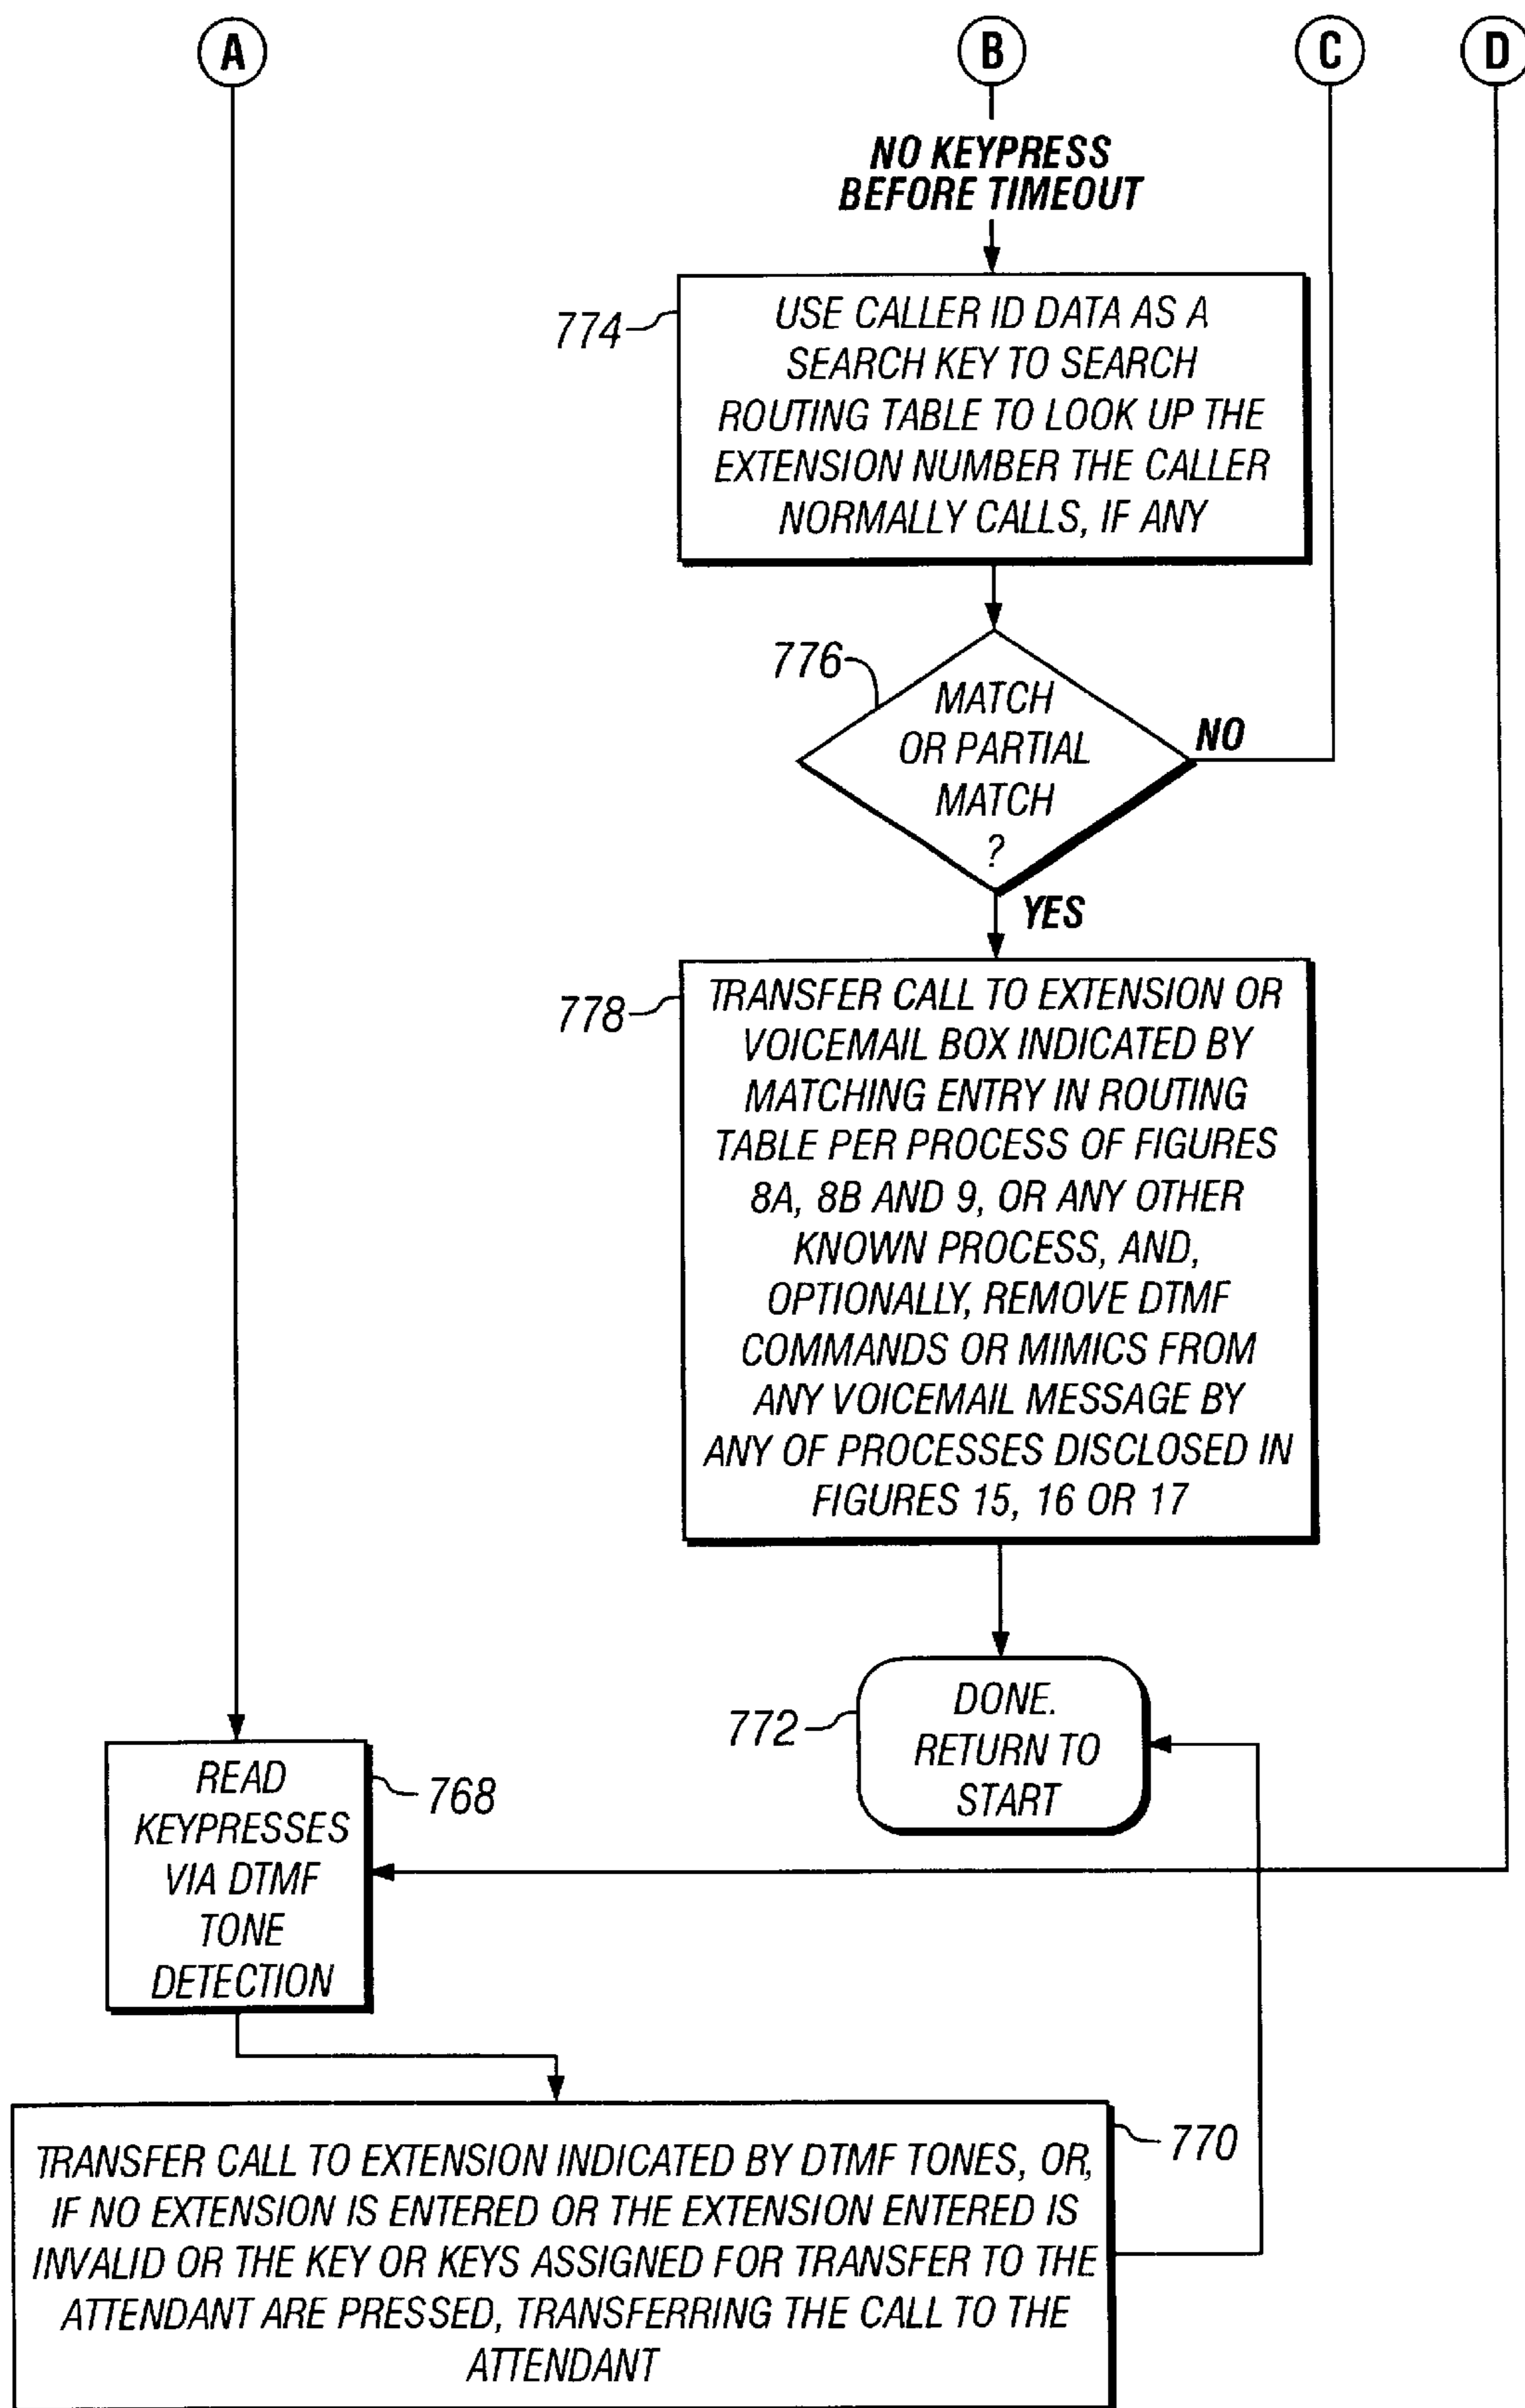 A
B
C
D
NO KEYPRESS
BEFORE TIMEOUT
774
USE CALLER ID DATA AS A
SEARCH KEY TO SEARCH
ROUTING TABLE TO LOOK UP THE
EXTENSION NUMBER THE CALLER
NORMALLY CALLS, IF ANY
776
MATCH
OR PARTIAL
MATCH
?
NO
YES
778
TRANSFER CALL TO EXTENSION OR
VOICEMAIL BOX INDICATED BY
MATCHING ENTRY IN ROUTING
TABLE PER PROCESS OF FIGURES
8A, 8B AND 9, OR ANY OTHER
KNOWN PROCESS, AND,
OPTIONALLY, REMOVE DTMF
COMMANDS OR MIMICS FROM
ANY VOICEMAIL MESSAGE BY
ANY OF PROCESSES DISCLOSED IN
FIGURES 15, 16 OR 17
772
DONE.
RETURN TO
START
READ
KEYPRESSES
VIA DTMF
TONE
DETECTION
768
TRANSFER CALL TO EXTENSION INDICATED BY DTMF TONES, OR,
IF NO EXTENSION IS ENTERED OR THE EXTENSION ENTERED IS
INVALID OR THE KEY OR KEYS ASSIGNED FOR TRANSFER TO THE
ATTENDANT ARE PRESSED, TRANSFERRING THE CALL TO THE
ATTENDANT
770